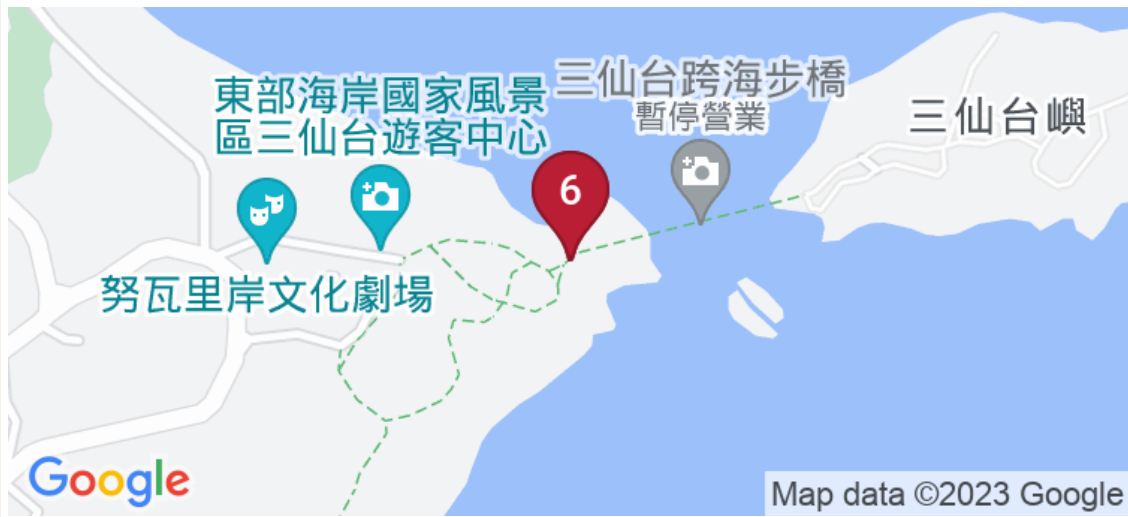 東部海岸國家風景
區三仙台遊客中心
三仙台跨海步橋
暫停營業
三仙台嶼
6
努瓦里岸文化劇場
Google
Map data ©2023 Google